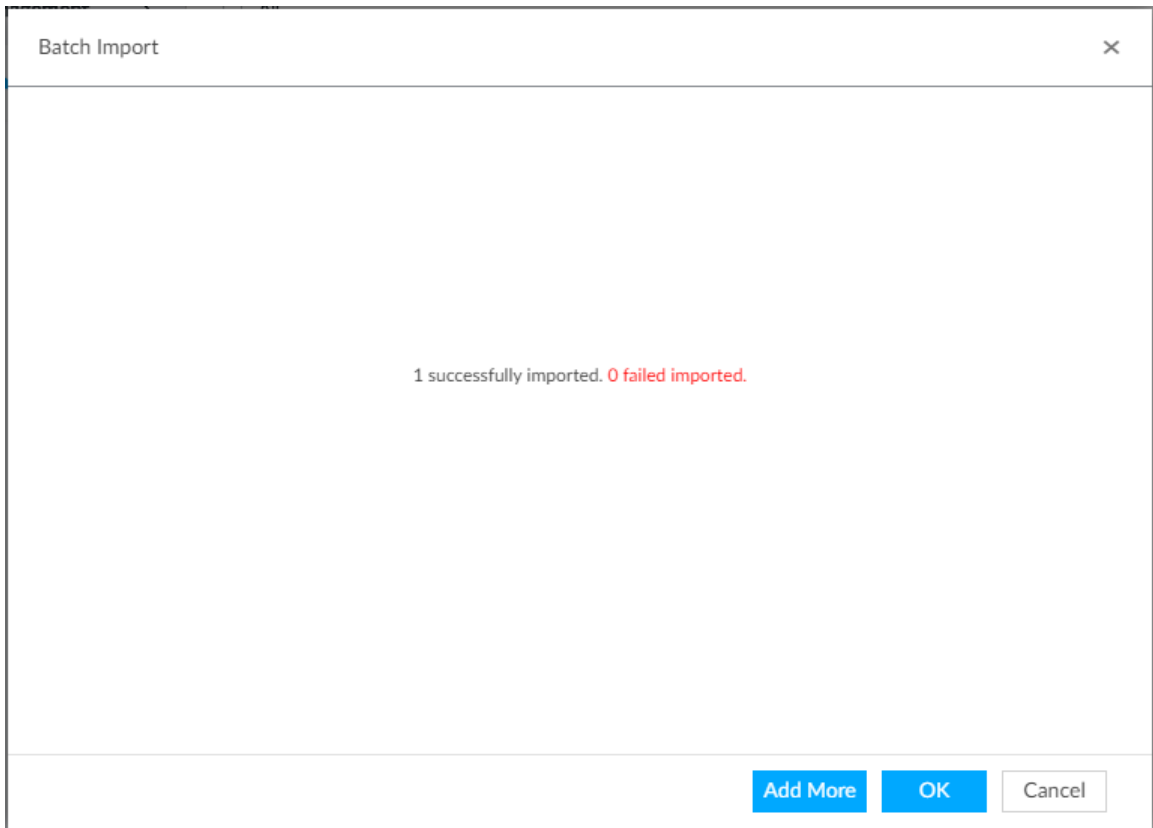 Batch Import
1 successfully imported. 0 failed imported.
Add More
OK
Cancel